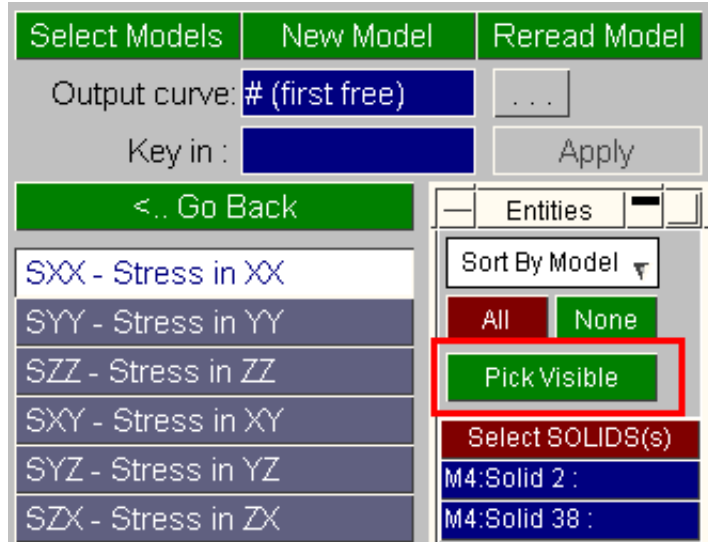 Select Models New Model Reread Model
Output curve: # (first free) ...
Key in : Apply
<.. Go Back
SXX - Stress in XX
SYY - Stress in YY
SZZ - Stress in ZZ
SXY - Stress in XY
SYZ - Stress in YZ
SZX - Stress in ZX
Entities
Sort By Model
All None
Pick Visible
Select SOLIDS(s)
M4:Solid 2 :
M4:Solid 38 :